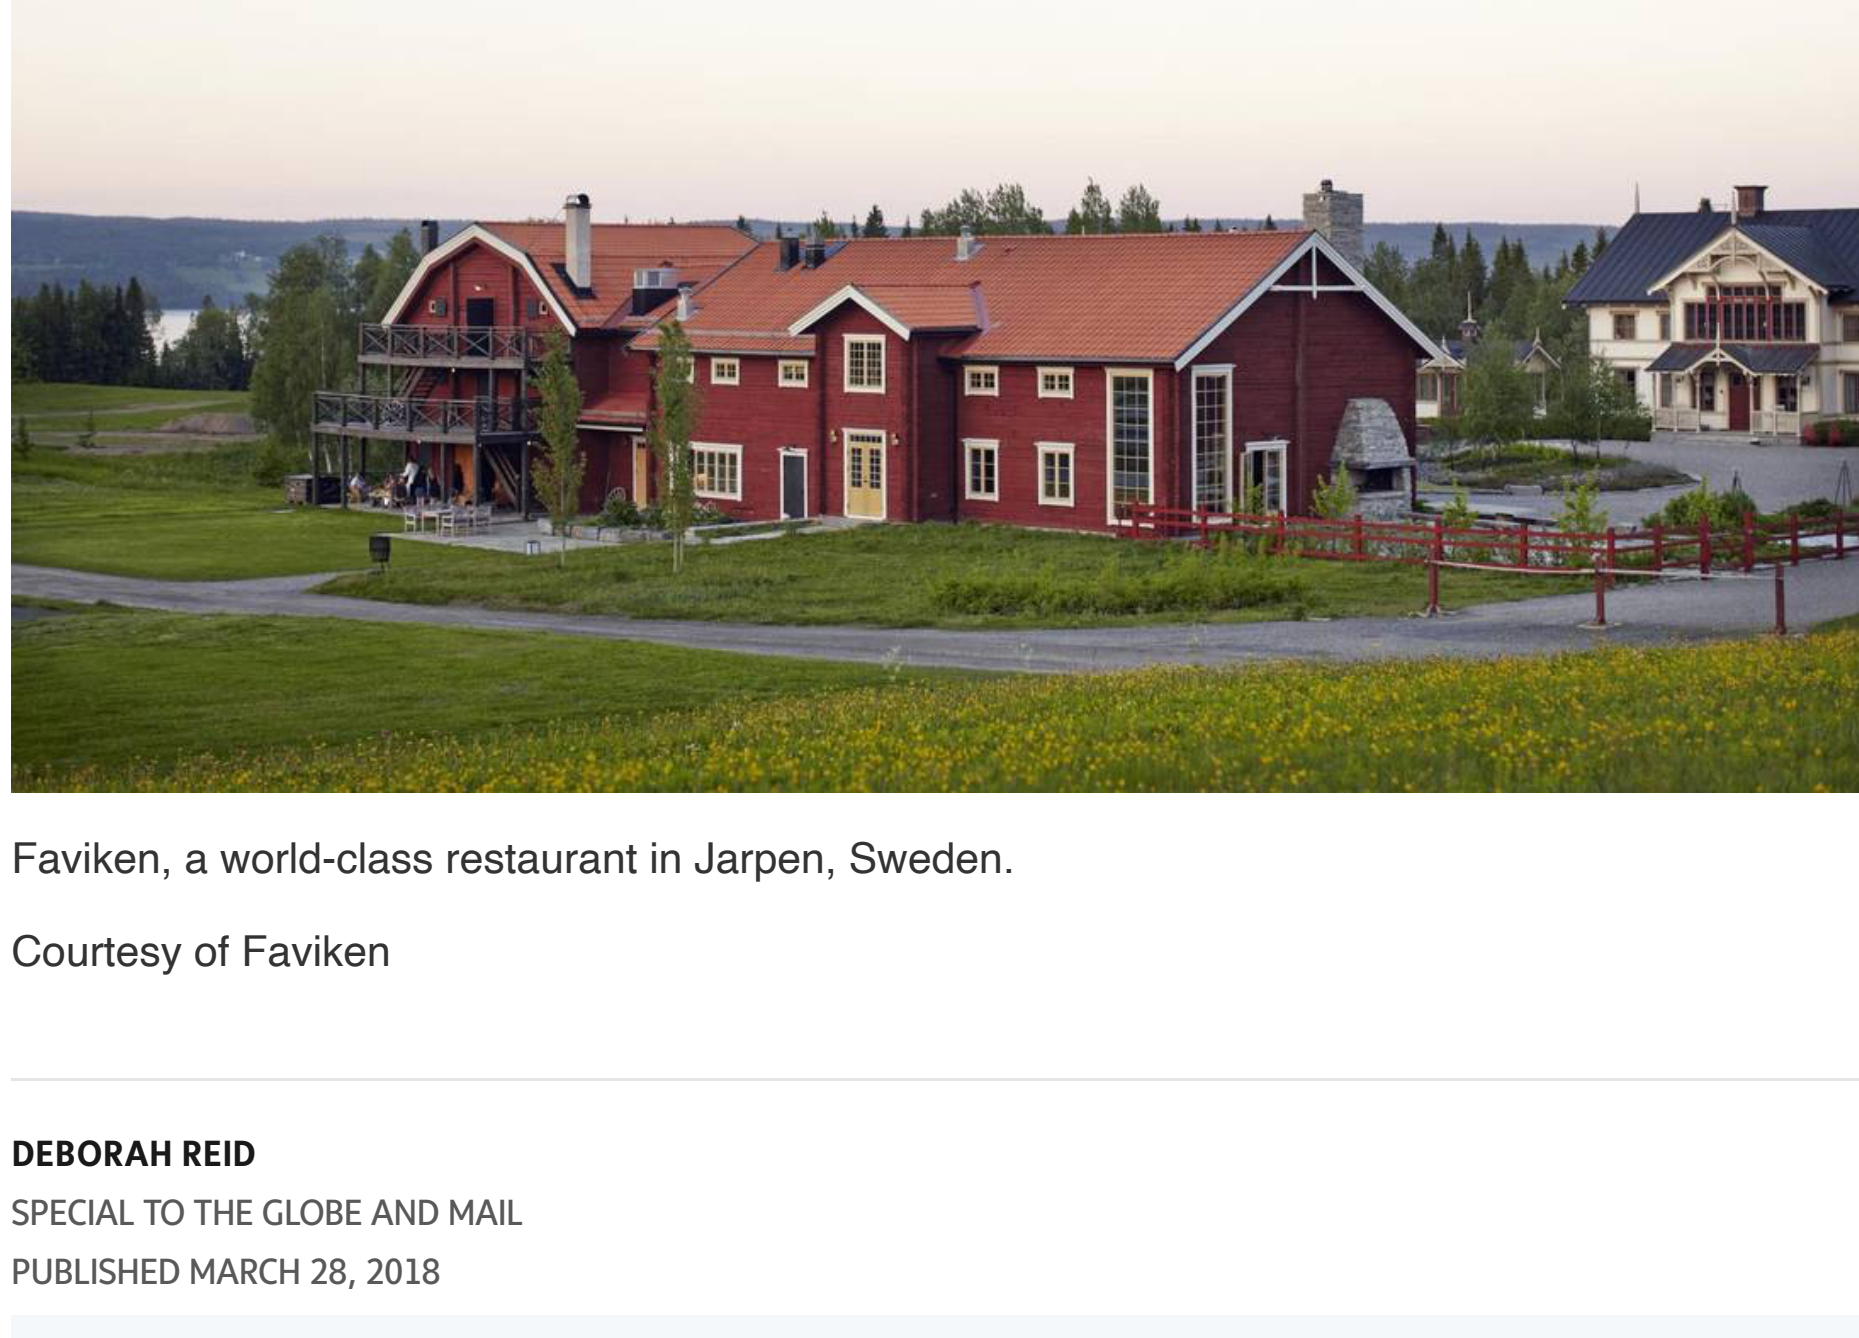 Faviken, a world-class restaurant in Jarpen, Sweden.
Courtesy of Faviken
DEBORAH REID
SPECIAL TO THE GLOBE AND MAIL
PUBLISHED MARCH 28, 2018